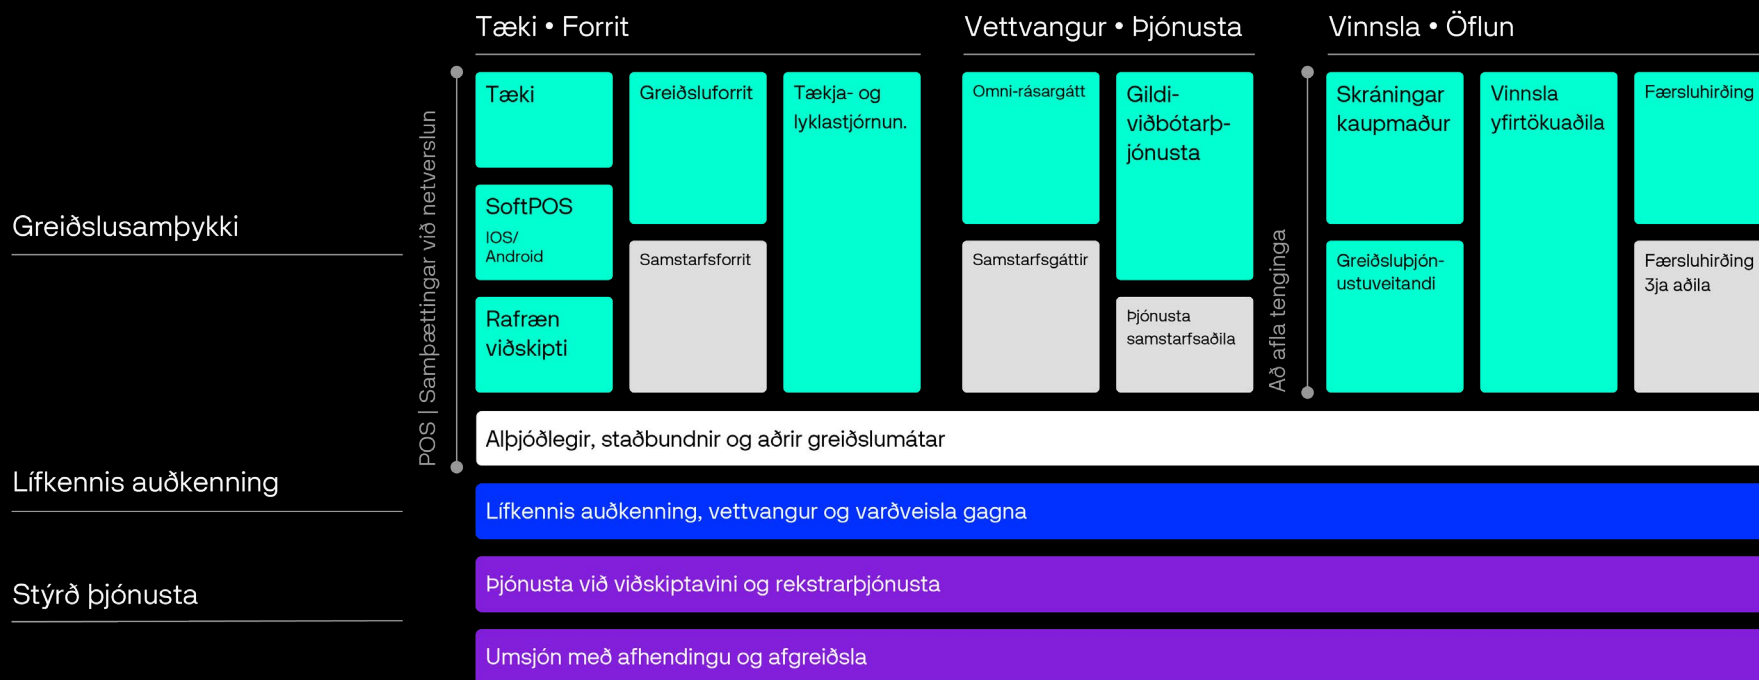 Tæki • Forrit
Vettvangur • Þjónusta
Vinnsla • Öflun
Greiðslusamþykki
Lífkennis auðkenning
Stýrð þjónusta
POS | Samþættingar við netverslun
Tæki
SoftPOS
IOS/
Android
Rafræn
viðskipti
Greiðsluforrit
Samstarfsforrit
Tækja- og
lyklastjórnun.
Omni-rásargátt
Samstarfsgáttir
Gildi-
viðbótarþ-
jónusta
Þjónusta
samstarfsaðila
Að afla tenginga
Skráningar
kaupmaður
Greiðsluþjón-
ustuveitandi
Vinnsla
yfirtökuaðila
Færsluhirðing
Færsluhirðing
3ja aðila
Alþjóðlegir, staðbundnir og aðrir greiðslumátar
Lífkennis auðkenning, vettvangur og varðveisla gagna
Þjónusta við viðskiptavini og rekstrarþjónusta
Umsjón með afhendingu og afgreiðsla